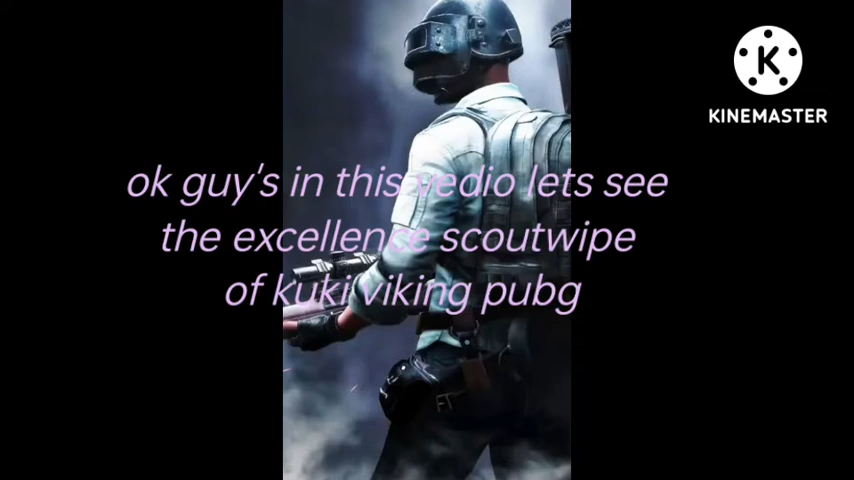 KINEMASTER
ok guy's in this vedio lets see
the excellence scoutwipe
of kuki viking pubg